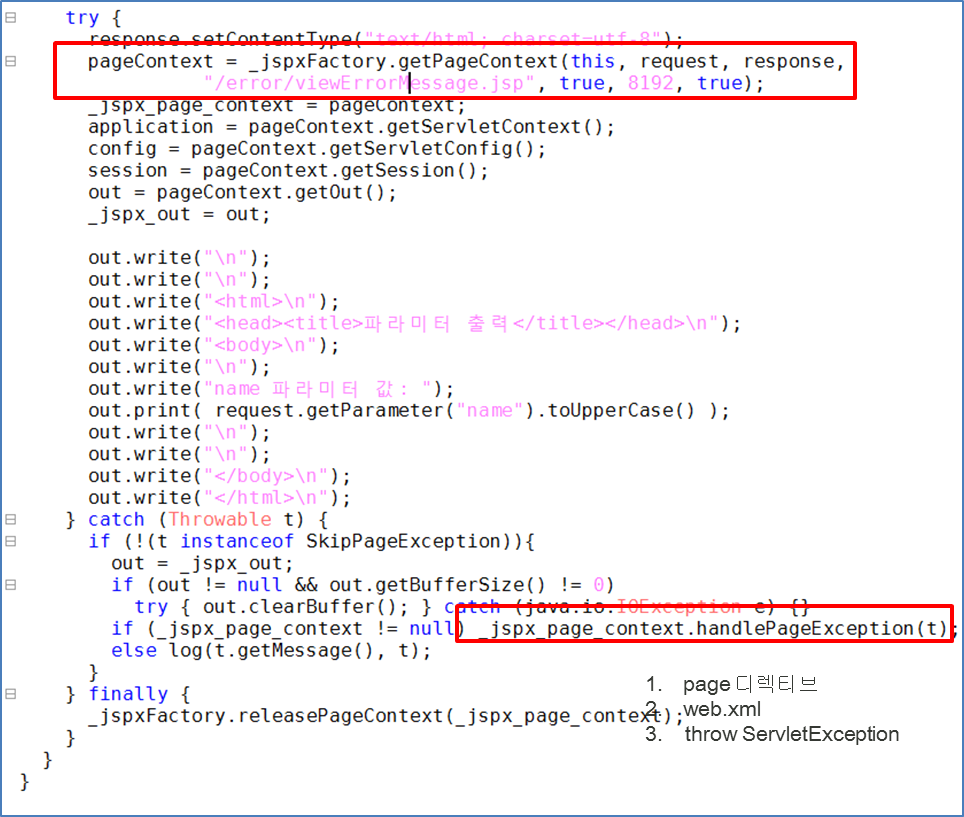 try {
response.setContentType("text/html; charset=utf-8");
pageContext = _jspxFactory.getPageContext(this, request, response,
"/error/viewErrorMessage.jsp", true, 8192, true);
_jspx_page_context = pageContext;
application = pageContext.getServletContext();
config = pageContext.getServletConfig();
session = pageContext.getSession();
out = pageContext.getOut();
_jspx_out = out;
out.write("\n");
out.write("\n");
out.write("<html>\n");
out.write("<head><title>파라미터 출력</title></head>\n");
out.write("<body>\n");
out.write("\n");
out.write("name 파라미터 값: ");
out.print( request.getParameter("name").toUpperCase() );
out.write("\n");
out.write("\n");
out.write("</body>\n");
out.write("</html>\n");
} catch (Throwable t) {
if (!(t instanceof SkipPageException)){
out = _jspx_out;
if (out != null && out.getBufferSize() != 0)
try { out.clearBuffer(); } catch (java.io.IOException e) {}
if (_jspx_page_context != null) _jspx_page_context.handlePageException(t);
else log(t.getMessage(), t);
}
} finally {
_jspxFactory.releasePageContext(_jspx_page_context);
}
}
}
1. page 디렉티브
2. web.xml
3. throw ServletException